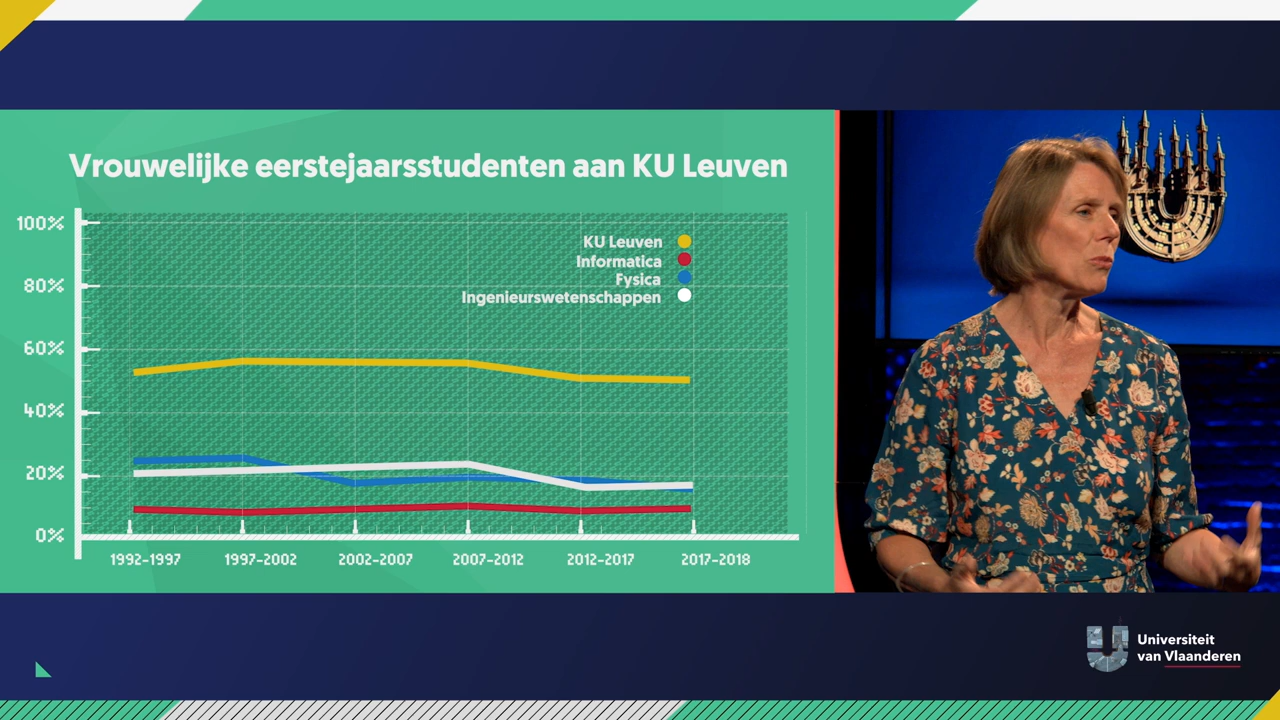 Vrouwelijke eerstejaarsstudenten aan KU Leuven
100%
80%
60%
40%
20%
0%
KU Leuven
Informatica
Fysica
Ingenieurswetenschappen
1992-1997
1997-2002
2002-2007
2007-2012
2012-2017
2017-2018
Universiteit
van Vlaanderen